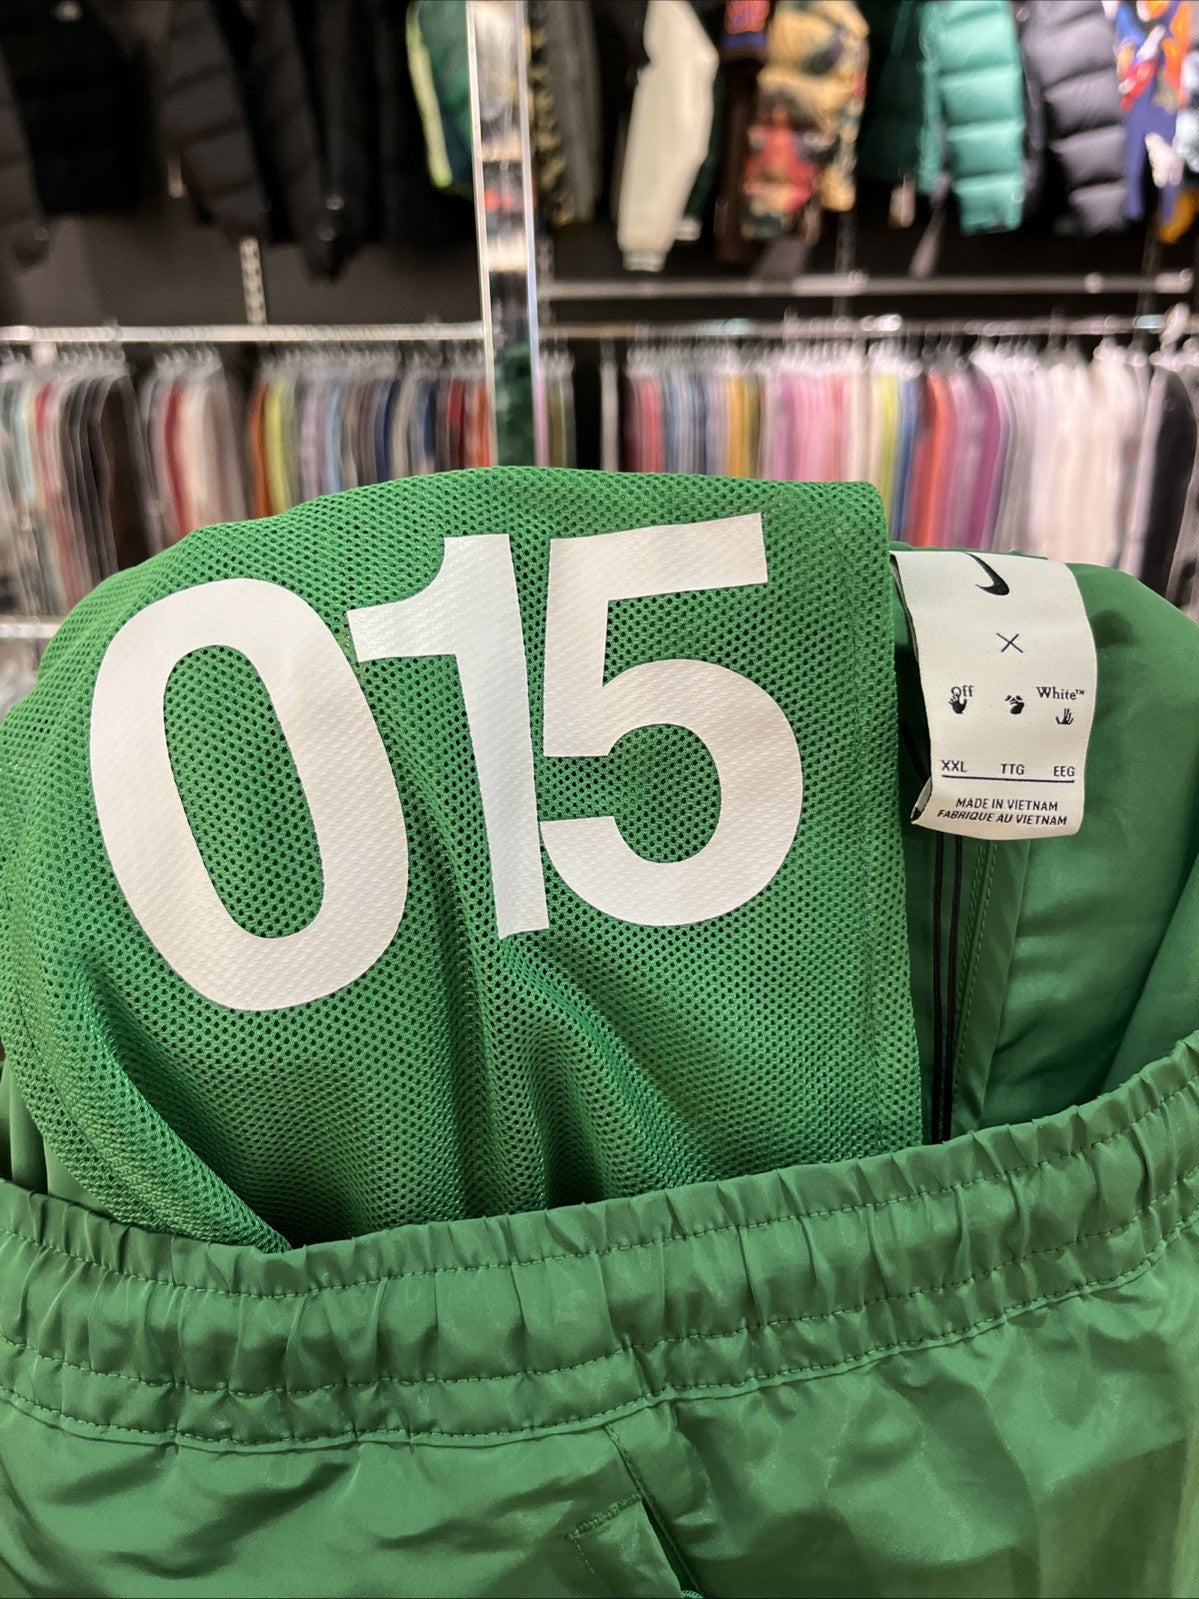 015
×
Off White™
XXL TTG EEG
MADE IN VIETNAM
FABRIQUE AU VIETNAM